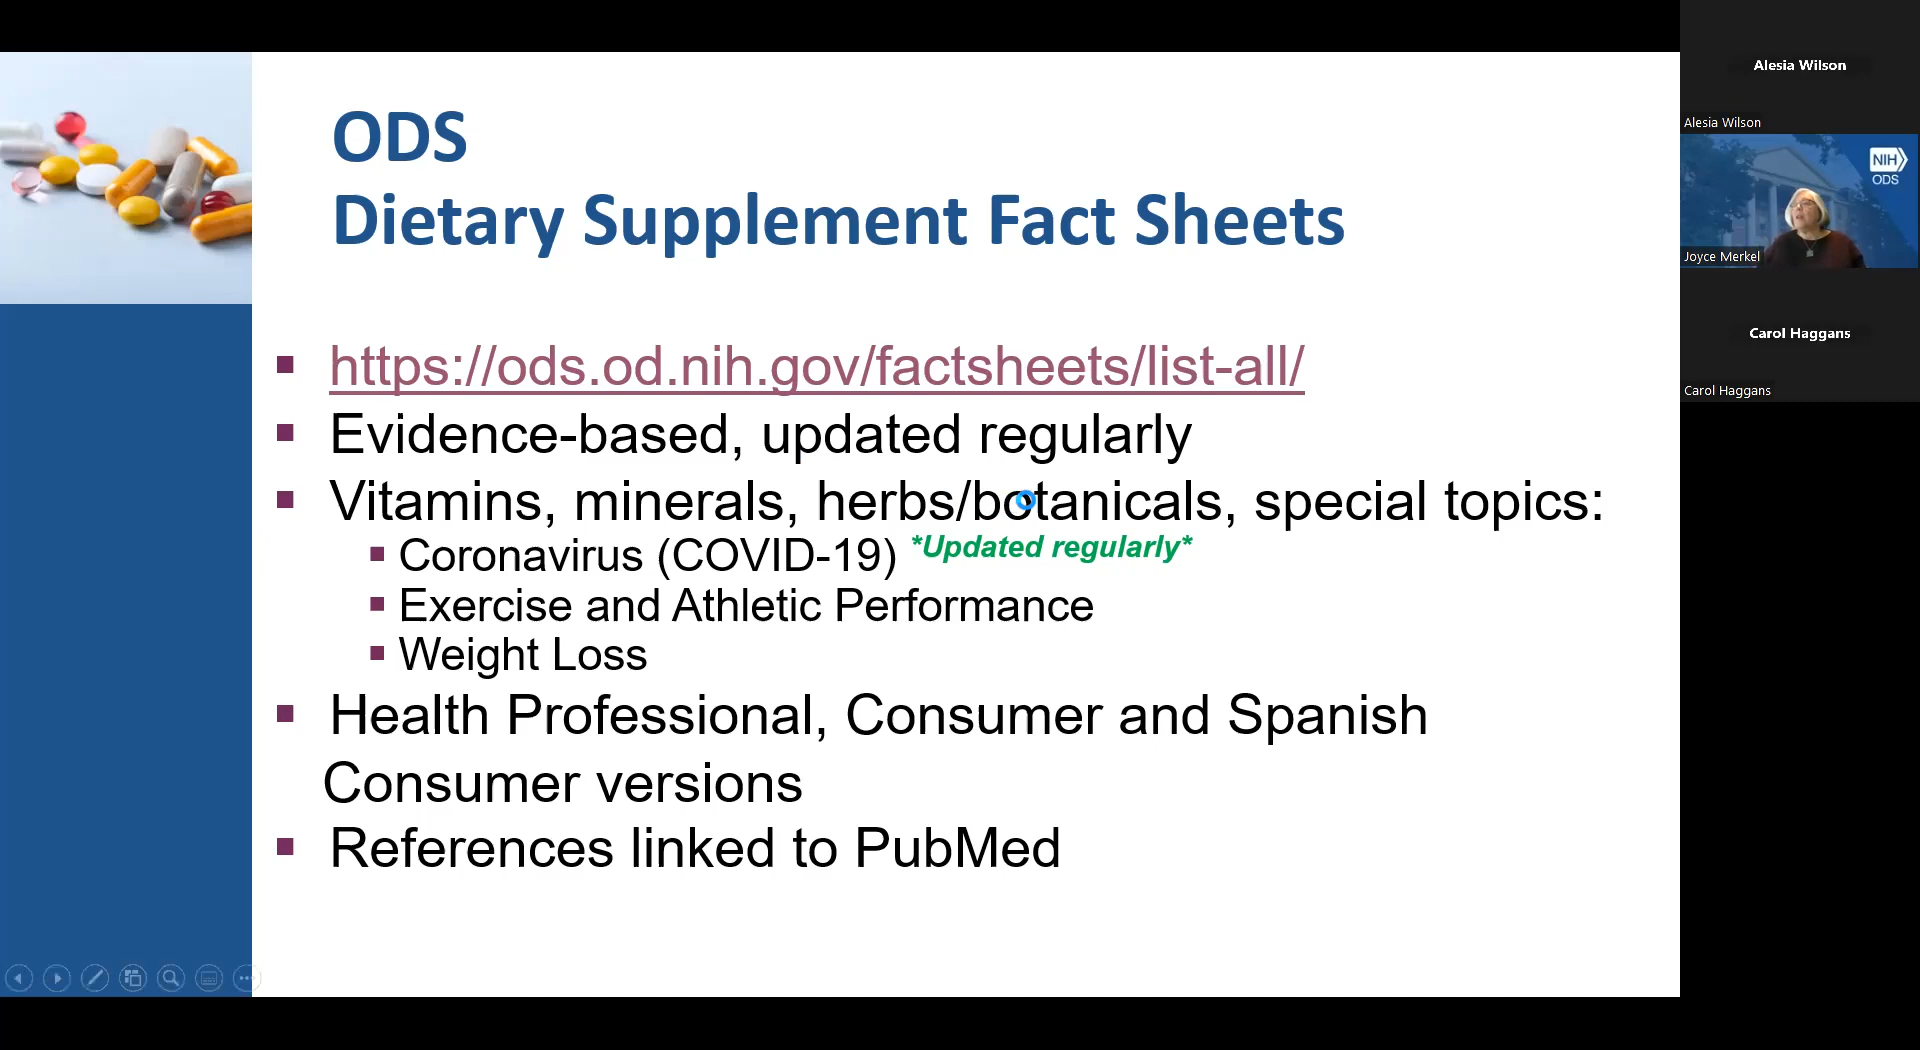 ODS
Dietary Supplement Fact Sheets
https://ods.od.nih.gov/factsheets/list-all/
Evidence-based, updated regularly
Vitamins, minerals, herbs/botanicals, special topics:
Coronavirus (COVID-19) *Updated regularly*
Exercise and Athletic Performance
Weight Loss
Health Professional, Consumer and Spanish
Consumer versions
References linked to PubMed
Alesia Wilson
Alesia Wilson
NIH
ODS
Joyce Merkel
Carol Haggans
Carol Haggans